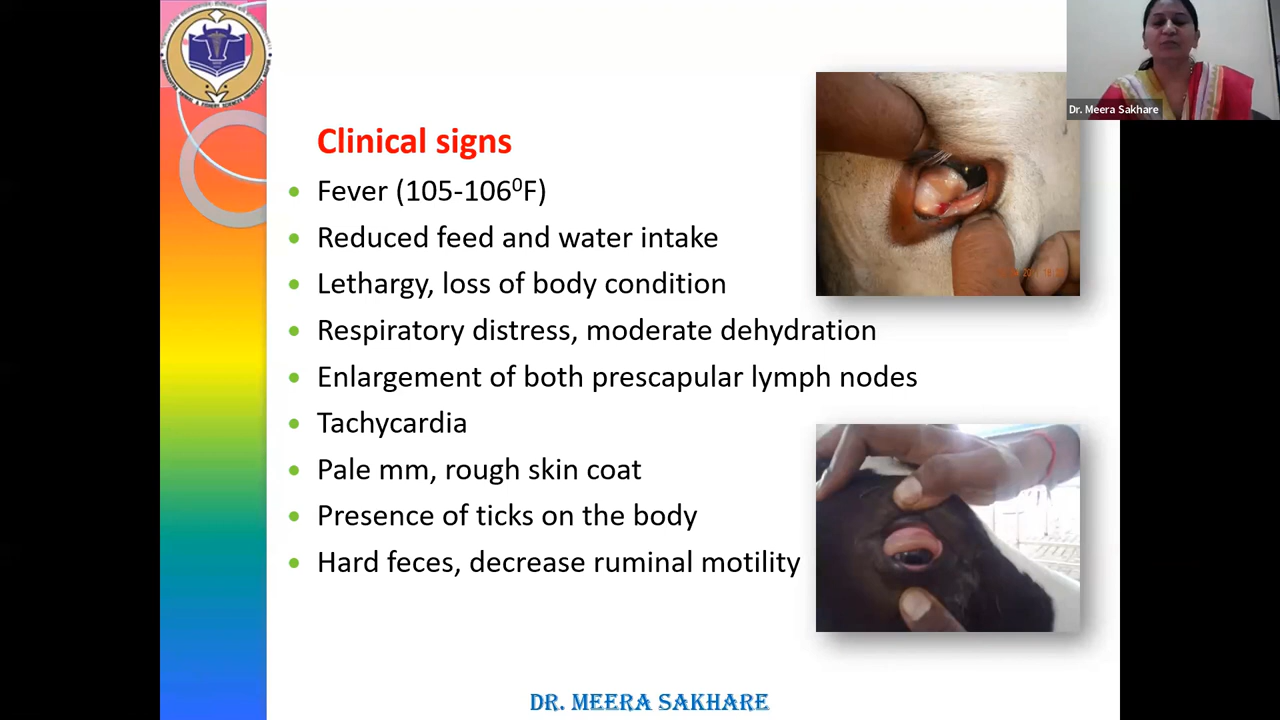 Clinical signs
• Fever (105-106⁰F)
• Reduced feed and water intake
• Lethargy, loss of body condition
• Respiratory distress, moderate dehydration
• Enlargement of both prescapular lymph nodes
• Tachycardia
• Pale mm, rough skin coat
• Presence of ticks on the body
• Hard feces, decrease ruminal motility
Dr. Meera Sakhare
DR. MEERA SAKHARE